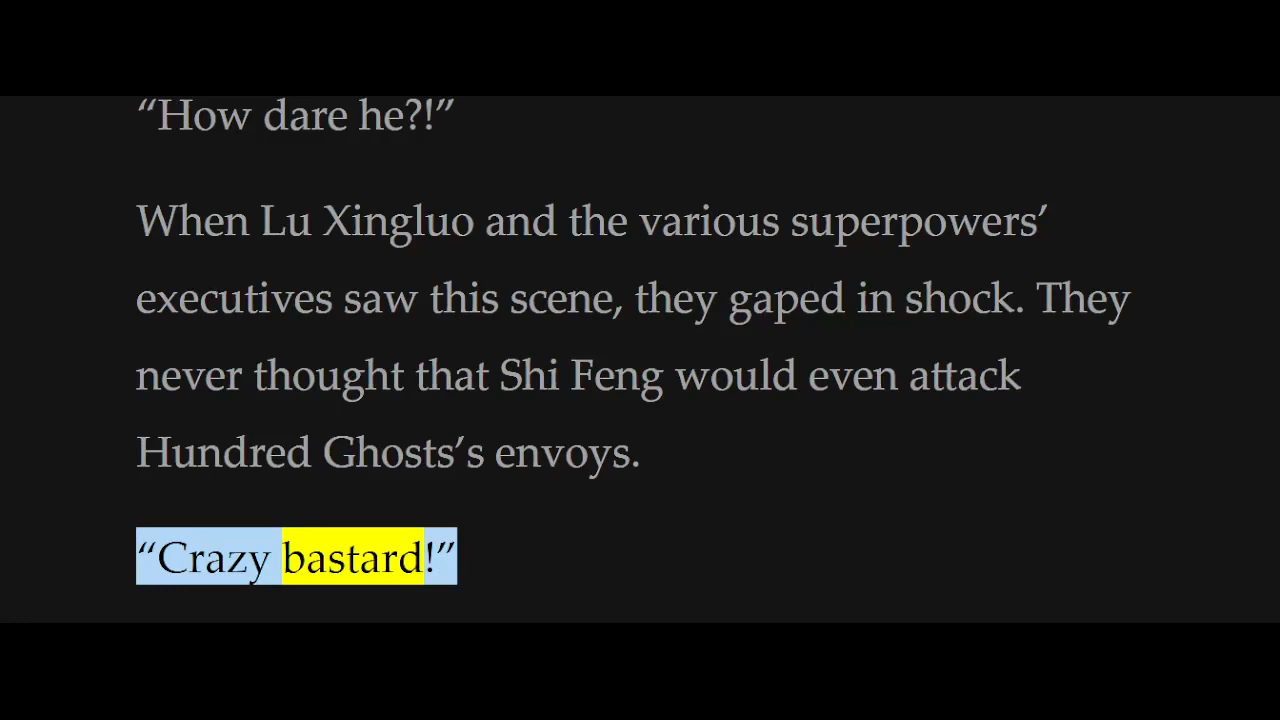 “How dare he?!”
When Lu Xingluo and the various superpowers’
executives saw this scene, they gaped in shock. They
never thought that Shi Feng would even attack
Hundred Ghosts’s envoys.
“Crazy bastard!”